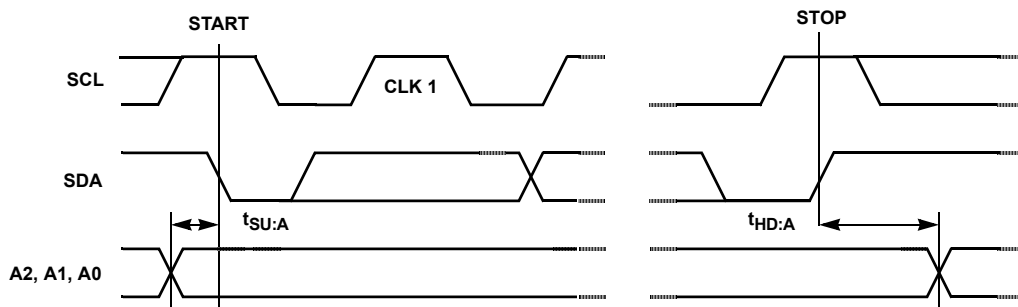 START
STOP
SCL
CLK 1
SDA
tSU:A
tHD:A
A2, A1, A0